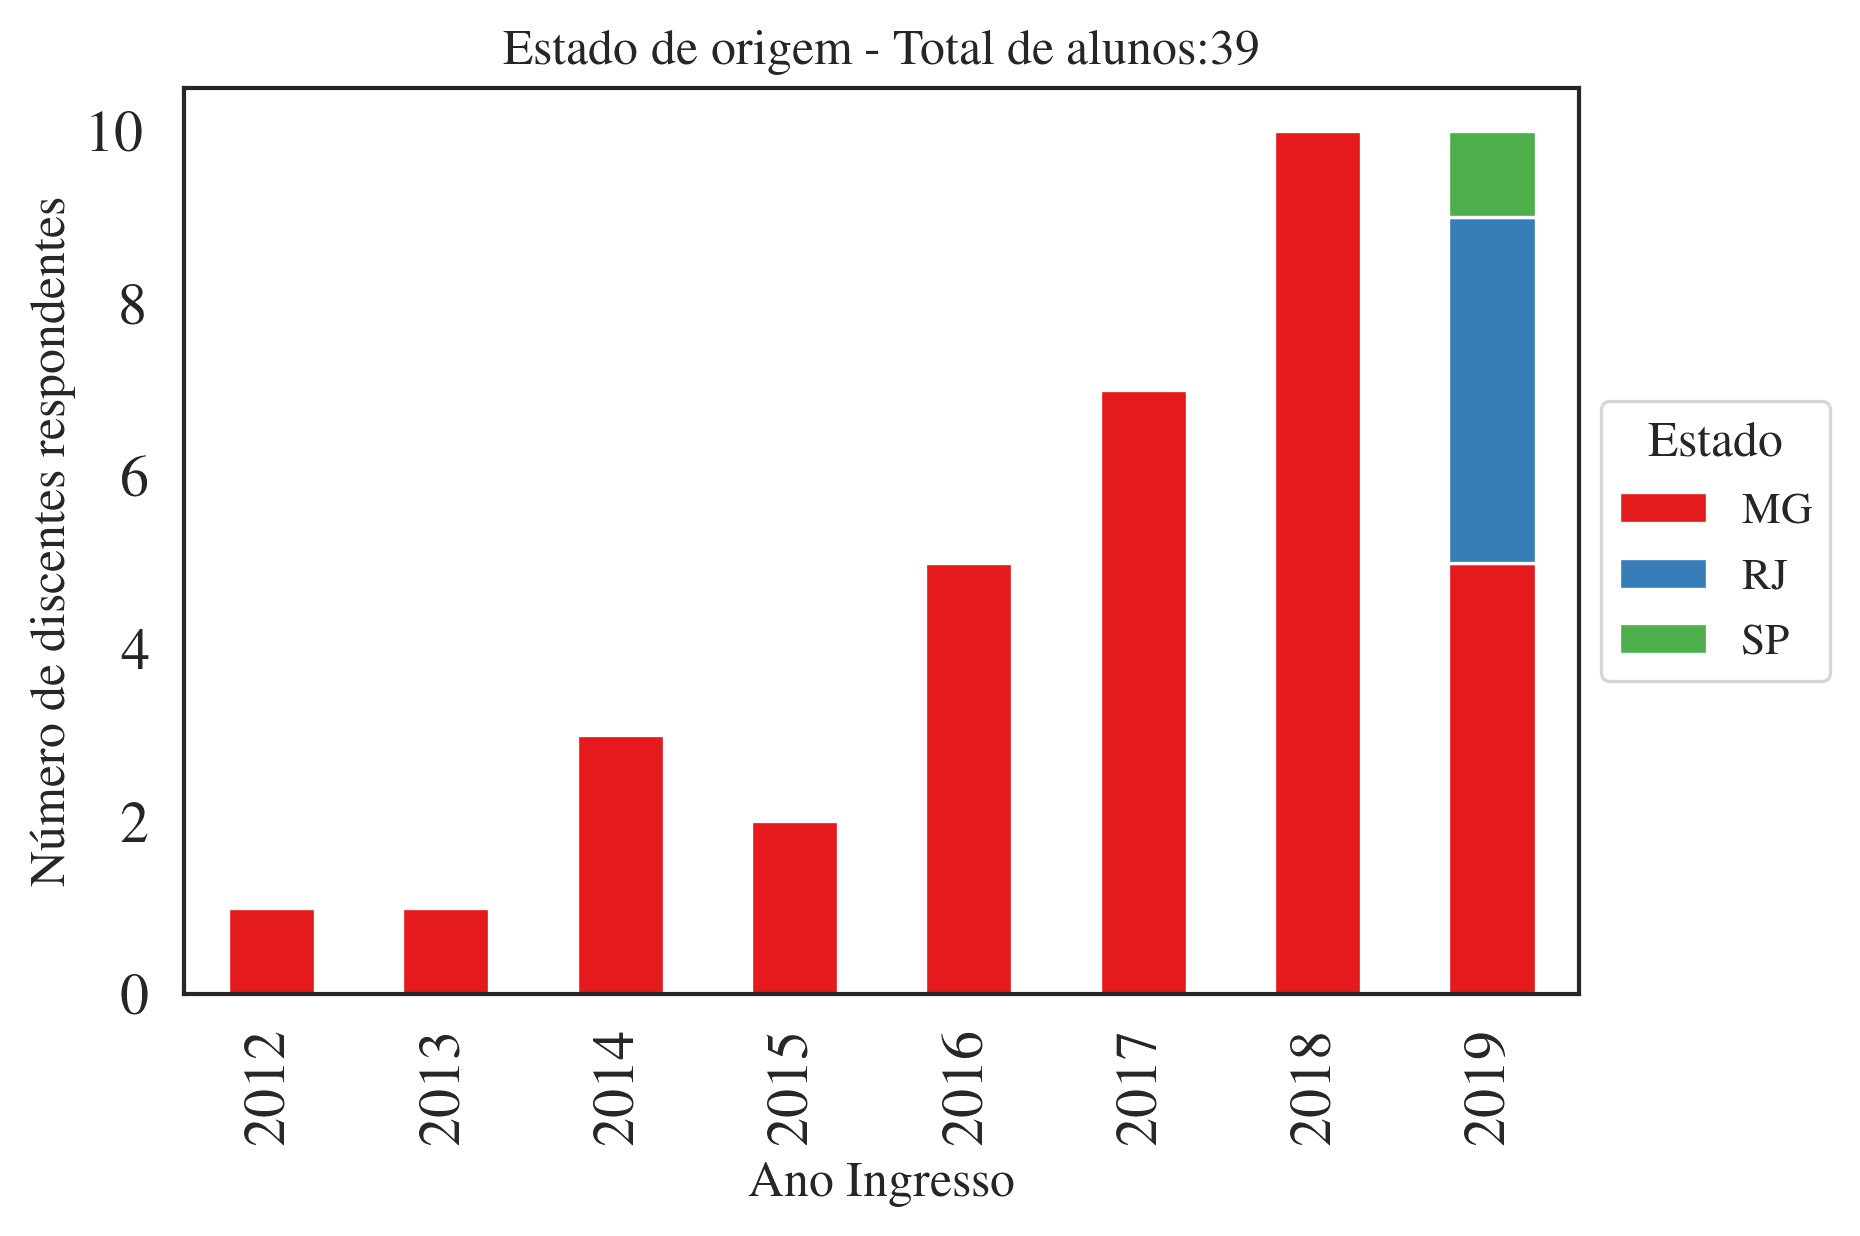 Estado de origem - Total de alunos:39
Número de discentes respondentes
10
8
6
4
2
0
2012
2013
2014
2015
2016
2017
2018
2019
Ano Ingresso
Estado
MG
RJ
SP